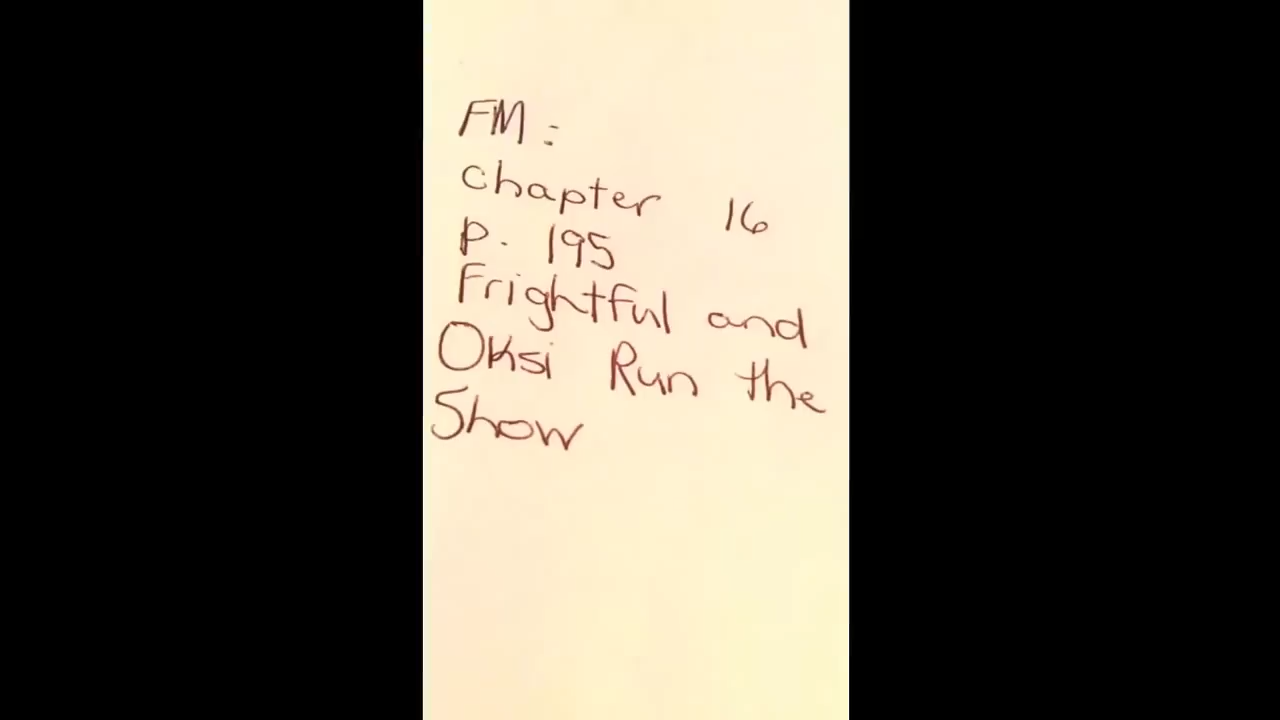 FM:
chapter 16
p. 195
Frightful and
Oksi Run the
Show